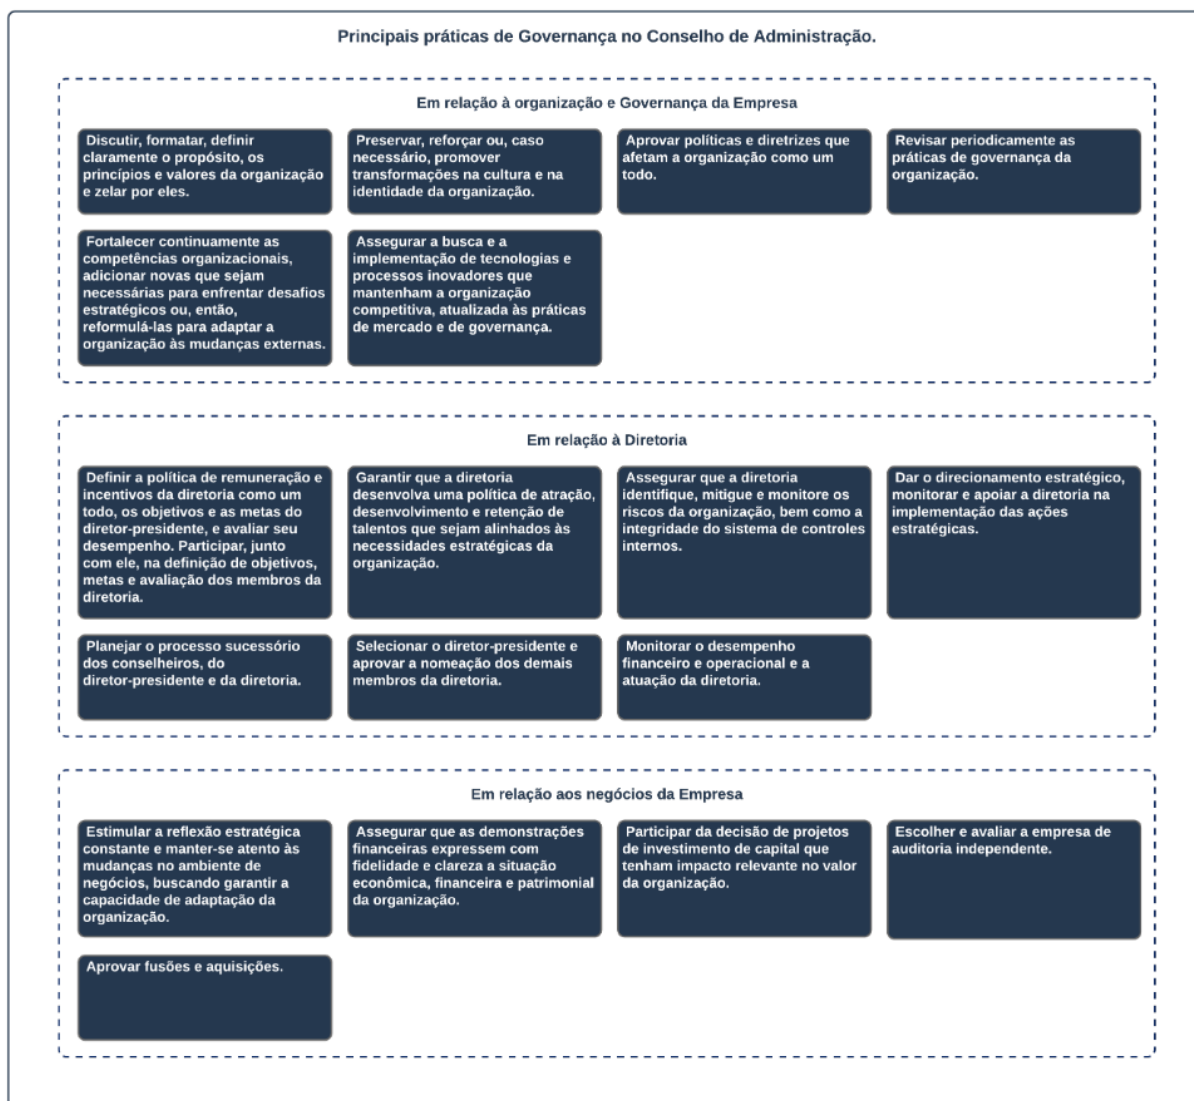 Principais práticas de Governança no Conselho de Administração.
Em relação à organização e Governança da Empresa
Discutir, formatar, definir
claramente o propósito, os
princípios e valores da organização
e zelar por eles.
Preservar, reforçar ou, caso
necessário, promover
transformações na cultura e na
identidade da organização.
Aprovar políticas e diretrizes que
afetam a organização como um
todo.
Revisar periodicamente as
práticas de governança da
organização.
Fortalecer continuamente as
competências organizacionais,
adicionar novas que sejam
necessárias para enfrentar desafios
estratégicos ou, então,
reformulá-las para adaptar a
organização às mudanças externas.
Assegurar a busca e a
implementação de tecnologias e
processos inovadores que
mantenham a organização
competitiva, atualizada às práticas
de mercado e de governança.
Em relação à Diretoria
Definir a política de remuneração e
incentivos da diretoria como um
todo, os objetivos e as metas do
diretor-presidente, e avaliar seu
desempenho. Participar, junto
com ele, na definição de objetivos,
metas e avaliação dos membros da
diretoria.
Garantir que a diretoria
desenvolva uma política de atração,
desenvolvimento e retenção de
talentos que sejam alinhados às
necessidades estratégicas da
organização.
Assegurar que a diretoria
identifique, mitigue e monitore os
riscos da organização, bem como a
integridade do sistema de controles
internos.
Dar o direcionamento estratégico,
monitorar e apoiar a diretoria na
implementação das ações
estratégicas.
Planejar o processo sucessório
dos conselheiros, do
diretor-presidente e da diretoria.
Selecionar o diretor-presidente e
aprovar a nomeação dos demais
membros da diretoria.
Monitorar o desempenho
financeiro e operacional e a
atuação da diretoria.
Em relação aos negócios da Empresa
Estimular a reflexão estratégica
constante e manter-se atento às
mudanças no ambiente de
negócios, buscando garantir a
capacidade de adaptação da
organização.
Assegurar que as demonstrações
financeiras expressem com
fidelidade e clareza a situação
econômica, financeira e patrimonial
da organização.
Participar da decisão de projetos
de investimento de capital que
tenham impacto relevante no valor
da organização.
Escolher e avaliar a empresa de
auditoria independente.
Aprovar fusões e aquisições.